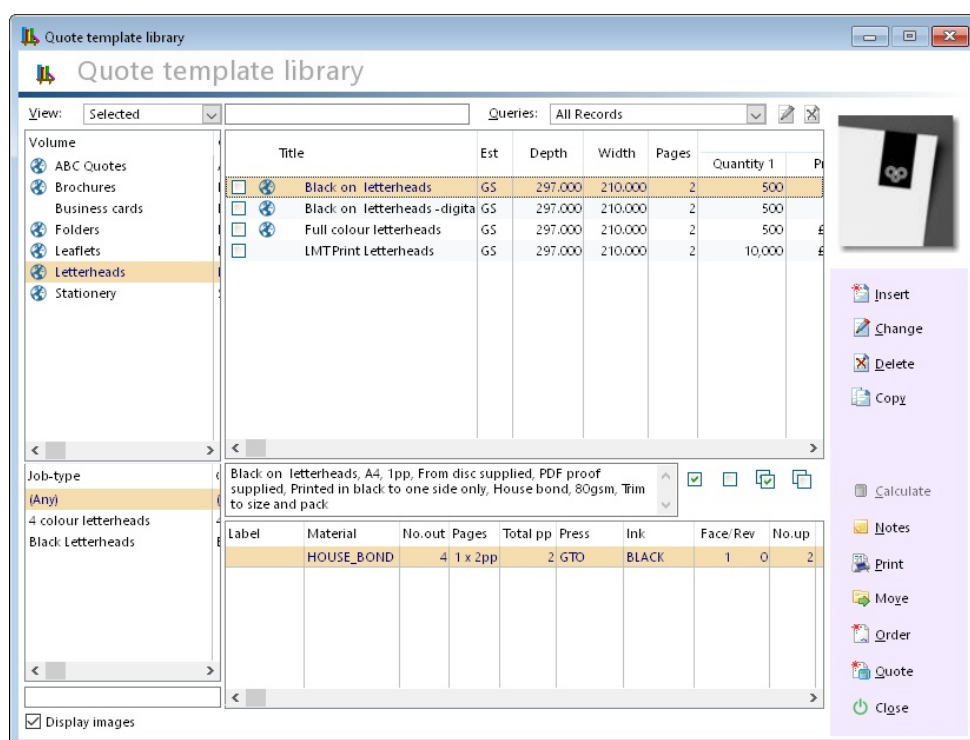 Quote template library
Quote template library
View: Selected Queries: All Records
Volume
ABC Quotes
Brochures
Business cards
Folders
Leaflets
Letterheads
Stationery
Title Est Depth Width Pages Quantity 1
Black on letterheads GS 297.000 210.000 2 500
Black on letterheads - digita GS 297.000 210.000 2 500
Full colour letterheads GS 297.000 210.000 2 500 £
LMTPrint Letterheads GS 297.000 210.000 2 10,000 £
Insert
Change
Delete
Copy
Job-type
(Any)
4 colour letterheads
Black Letterheads
Black on letterheads, A4, 1pp, From disc supplied, PDF proof
supplied, Printed in black to one side only, House bond, 80gsm, Trim
to size and pack
Label Material No.out Pages Total pp Press Ink Face/Rev No.up
HOUSE_BOND 4 1 x 2pp 2 GTO BLACK 1 0 2
Calculate
Notes
Print
Move
Order
Quote
Close
Display images